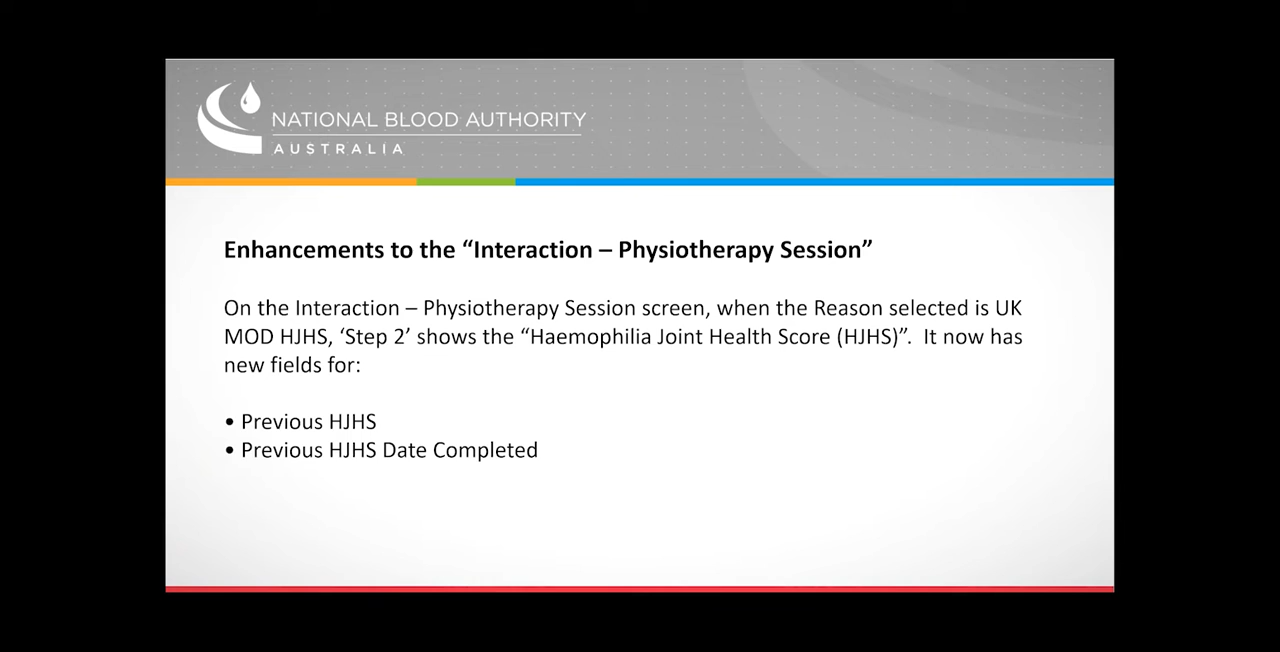 NATIONAL BLOOD AUTHORITY
AUSTRALIA
Enhancements to the “Interaction – Physiotherapy Session”
On the Interaction – Physiotherapy Session screen, when the Reason selected is UK
MOD HJHS, ‘Step 2’ shows the “Haemophilia Joint Health Score (HJHS)”.  It now has
new fields for:
• Previous HJHS
• Previous HJHS Date Completed